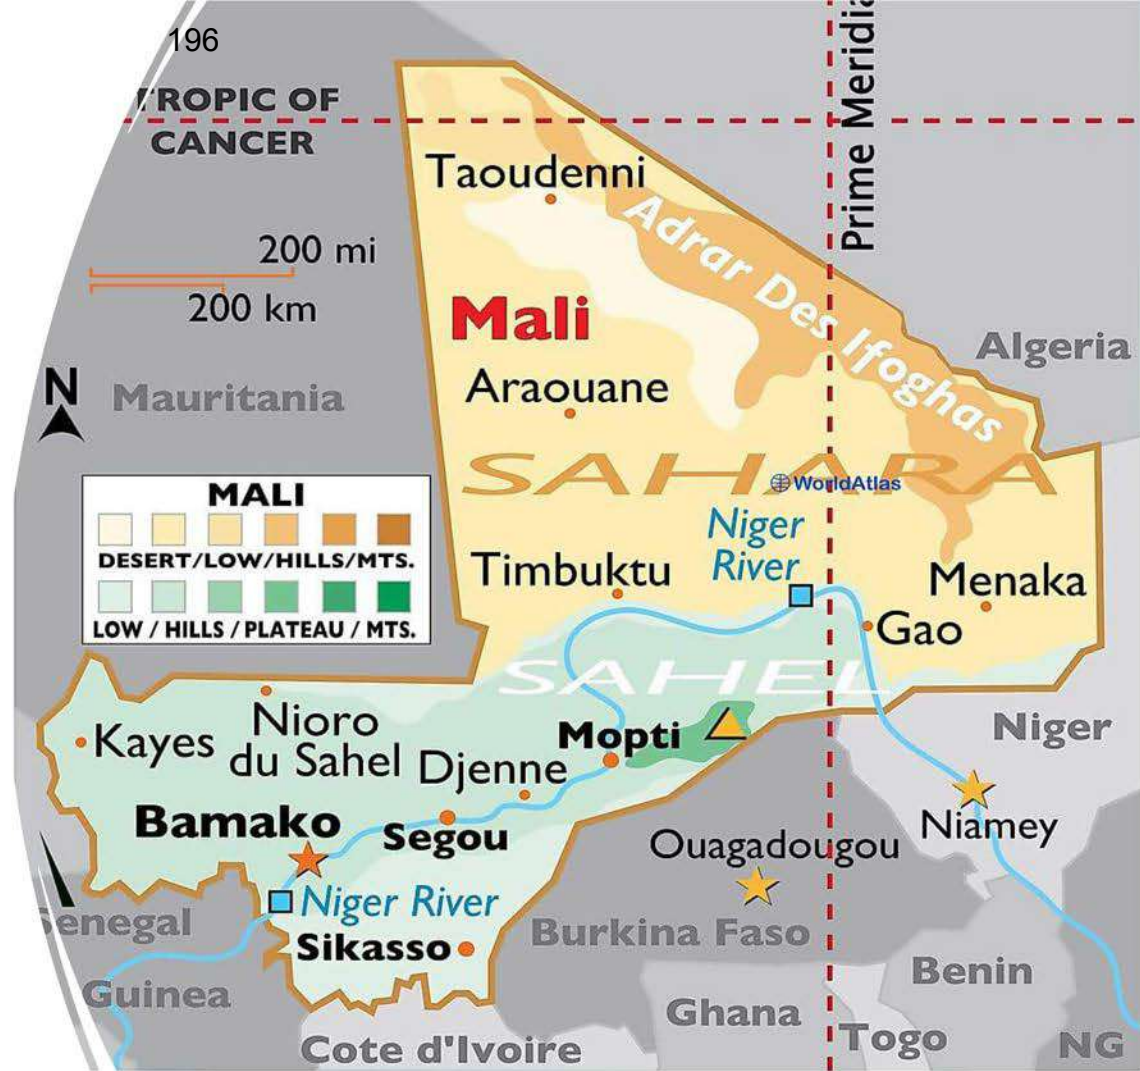 196
TROPIC OF
CANCER
Prime Meridia
Taoudenni
200 mi
200 km
Adrar Des Ifoghas
Mali
Algeria
N
Mauritania
Araouane
SAHARA
WorldAtlas
MALI
DESERT/LOW/HILLS/MTS.
LOW / HILLS / PLATEAU / MTS.
Niger
River
Timbuktu
Menaka
Gao
SAHEL
Nioro
du Sahel
Kayes
Mopti
Niger
Djenne
Bamako
Segou
Ouagadougou
Niamey
Niger River
Senegal
Burkina Faso
Sikasso
Benin
Guinea
Ghana
Togo
Cote d'Ivoire
NG